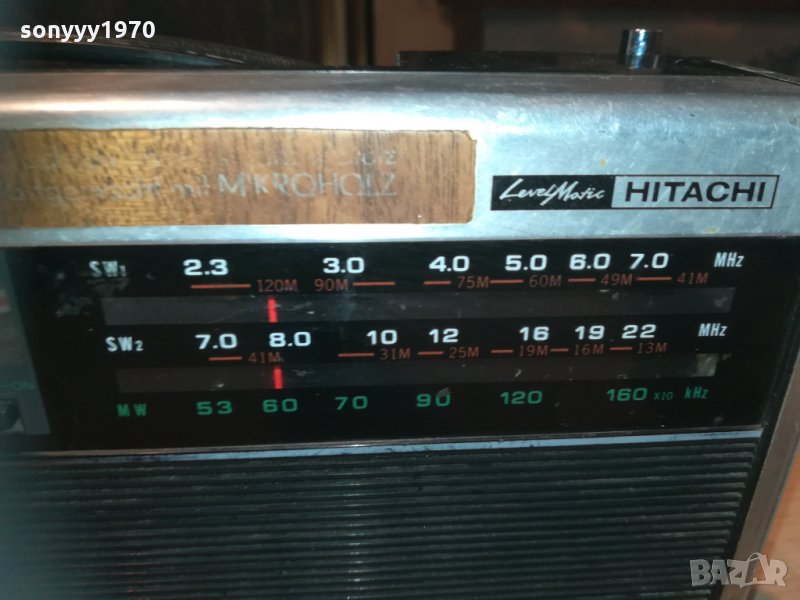 sonyyy1970
MIKROHOLZ
LevelMatic HITACHI
SW1 2.3 3.0 4.0 5.0 6.0 7.0 MHz
120M 90M 75M 60M 49M 41M
SW2 7.0 8.0 10 12 16 19 22 MHz
41M 31M 25M 19M 16M 13M
MW 53 60 70 90 120 160 X10 kHz
ON
BAZAR